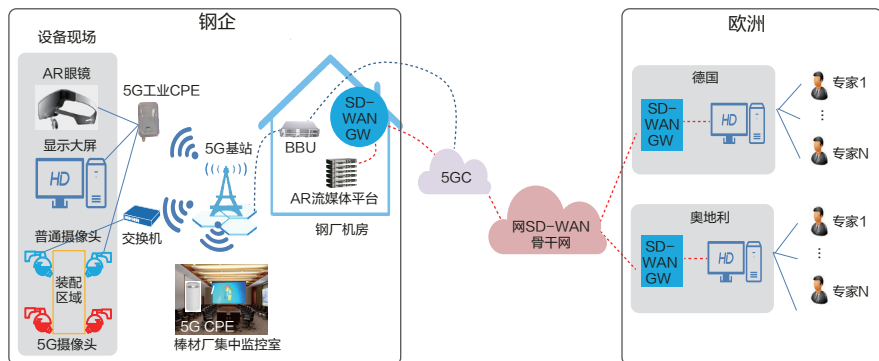 钢企
设备现场
AR眼镜
5G工业CPE
显示大屏
HD
5G基站
普通摄像头
交换机
装配
区域
5G摄像头
5G CPE
棒材厂集中监控室
SD-
WAN
GW
BBU
AR流媒体平台
钢厂机房
5GC
网SD-WAN
骨干网
欧洲
德国
SD-
WAN
GW
HD
专家1
...
专家N
奥地利
SD-
WAN
GW
HD
专家1
...
专家N